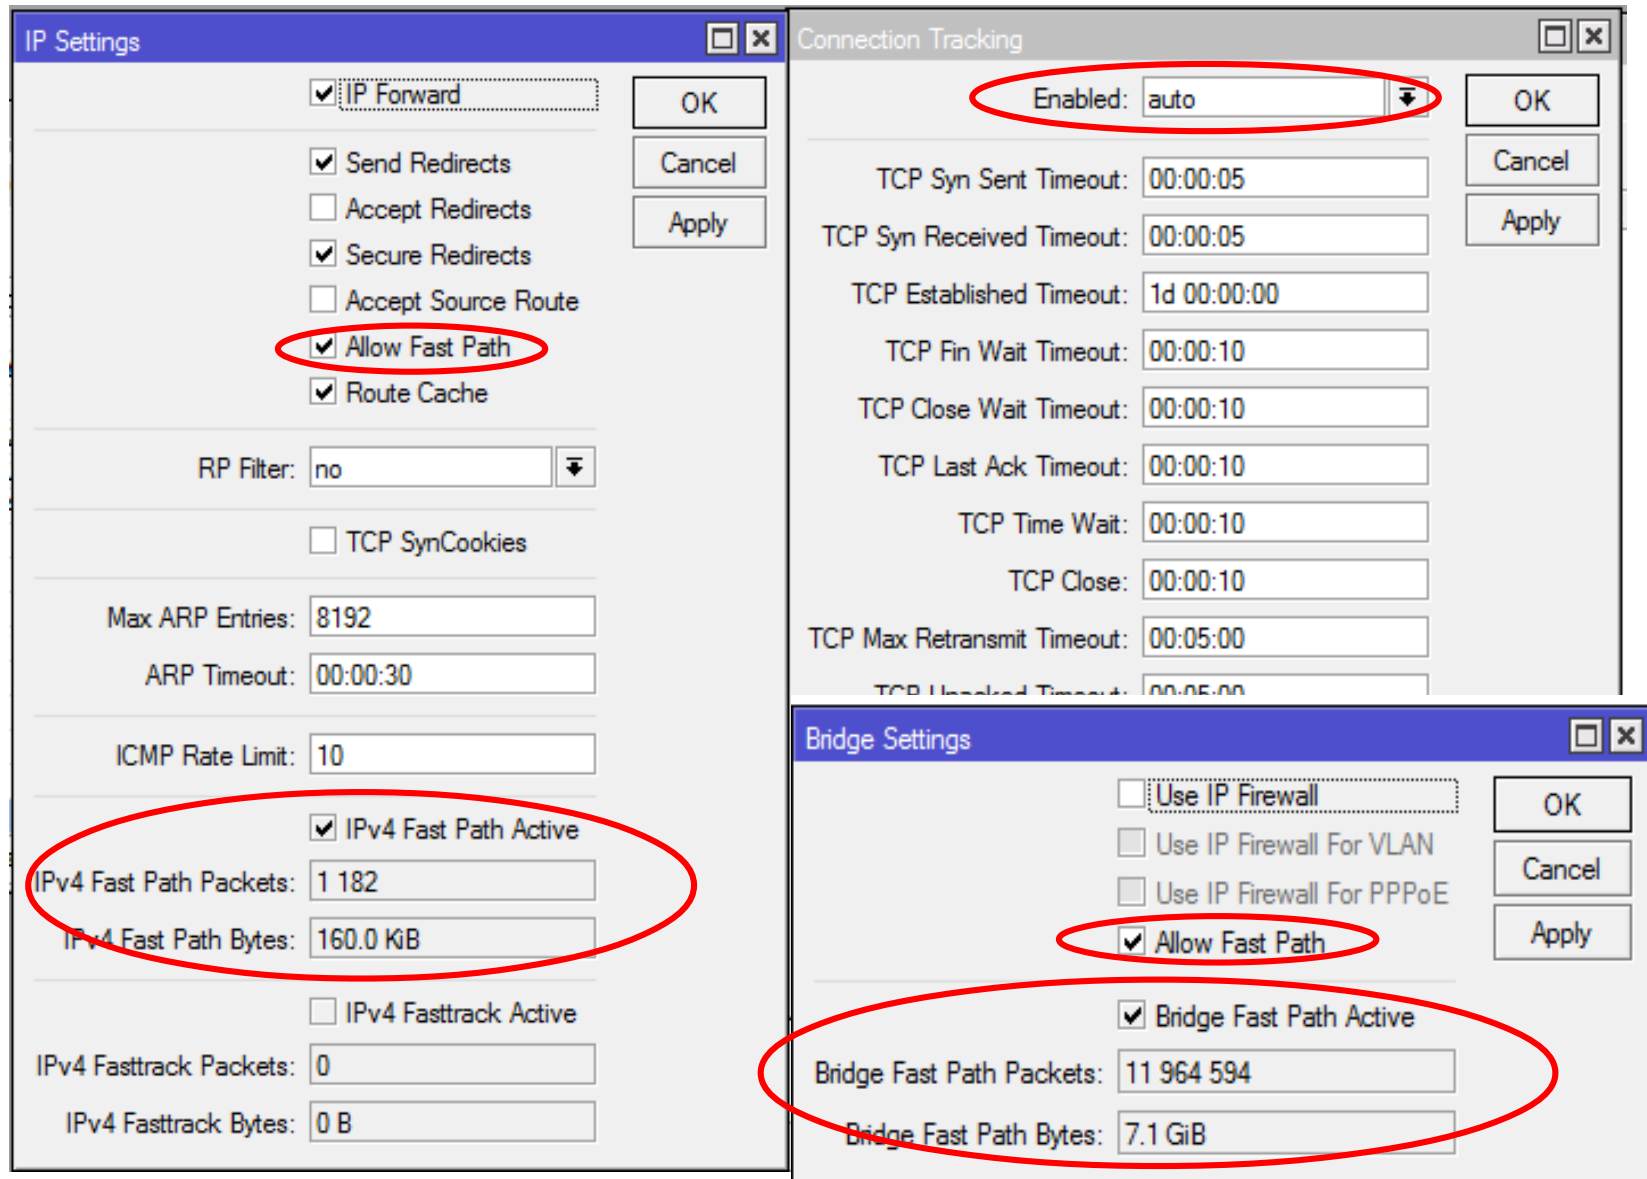 IP Settings
IP Forward
OK
Send Redirects
Cancel
Accept Redirects
Apply
Secure Redirects
Accept Source Route
Allow Fast Path
Route Cache
RP Filter: no
TCP SynCookies
Max ARP Entries: 8192
ARP Timeout: 00:00:30
ICMP Rate Limit: 10
IPv4 Fast Path Active
IPv4 Fast Path Packets: 1 182
IPv4 Fast Path Bytes: 160.0 KiB
IPv4 Fasttrack Active
IPv4 Fasttrack Packets: 0
IPv4 Fasttrack Bytes: 0 B
Connection Tracking
Enabled: auto
OK
Cancel
TCP Syn Sent Timeout: 00:00:05
Apply
TCP Syn Received Timeout: 00:00:05
TCP Established Timeout: 1d 00:00:00
TCP Fin Wait Timeout: 00:00:10
TCP Close Wait Timeout: 00:00:10
TCP Last Ack Timeout: 00:00:10
TCP Time Wait: 00:00:10
TCP Close: 00:00:10
TCP Max Retransmit Timeout: 00:05:00
TCP Unacked Timeout: 00:05:00
Bridge Settings
Use IP Firewall
OK
Use IP Firewall For VLAN
Cancel
Use IP Firewall For PPPoE
Allow Fast Path
Apply
Bridge Fast Path Active
Bridge Fast Path Packets: 11 964 594
Bridge Fast Path Bytes: 7.1 GiB